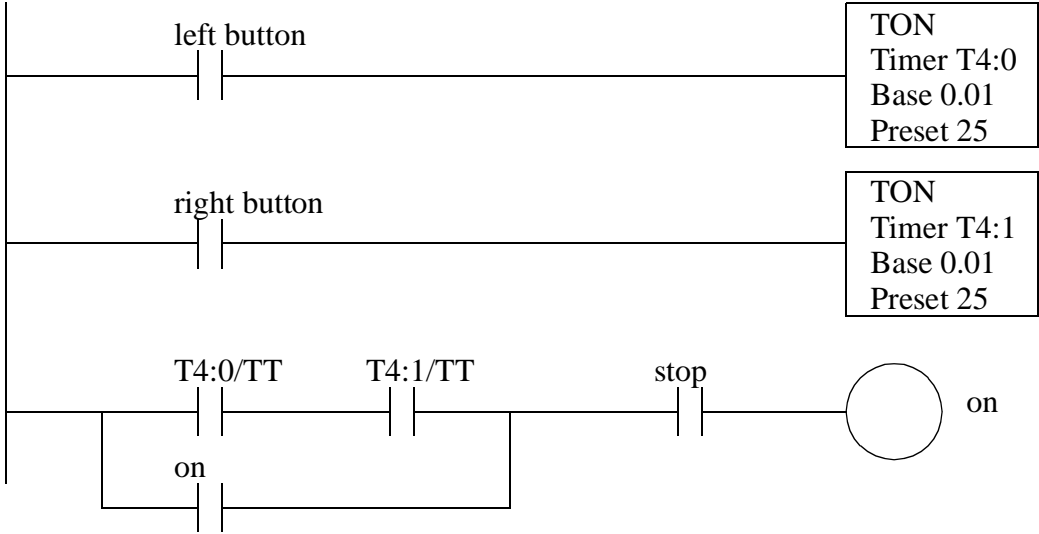 left button
TON
Timer T4:0
Base 0.01
Preset 25
right button
TON
Timer T4:1
Base 0.01
Preset 25
T4:0/TT
T4:1/TT
stop
on
on